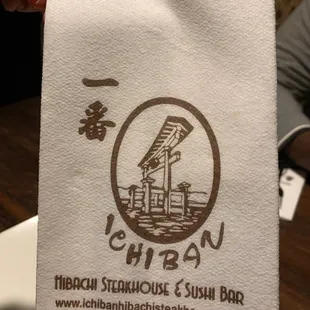 一番
ICHIBAN
HIBACHI STEAKHOUSE & SUSHI BAR